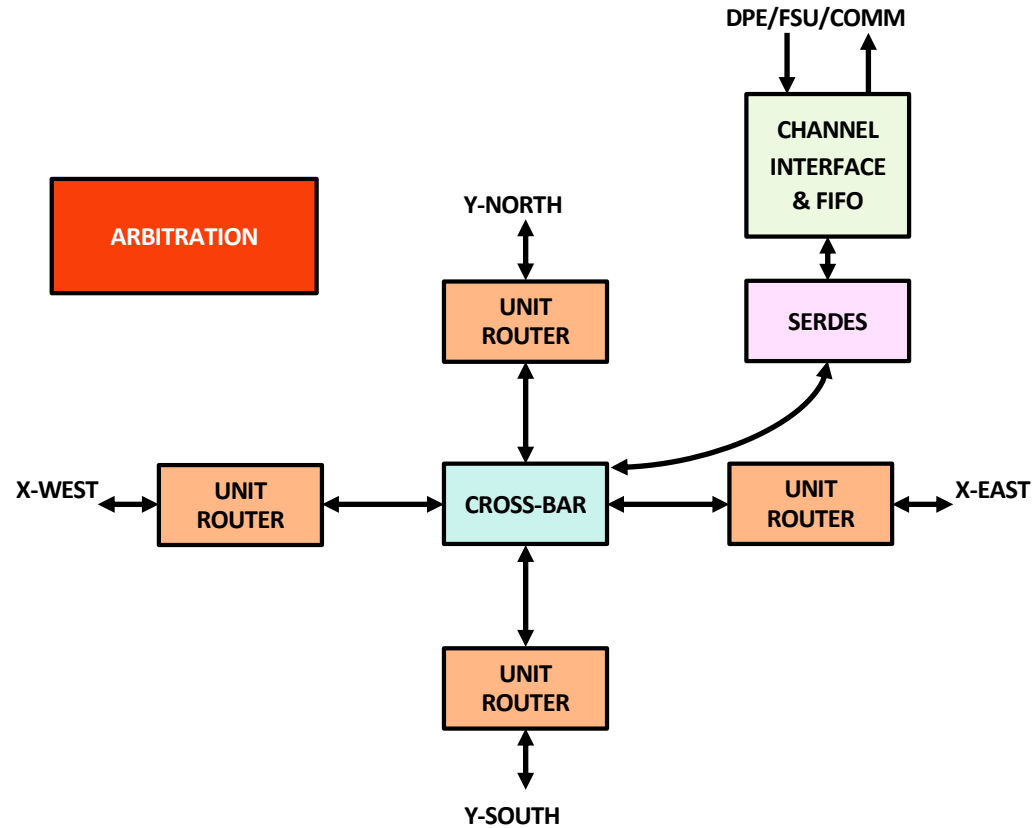 DPE/FSU/COMM
CHANNEL
INTERFACE
& FIFO
ARBITRATION
Y-NORTH
UNIT
ROUTER
SERDES
X-WEST
UNIT
ROUTER
CROSS-BAR
UNIT
ROUTER
X-EAST
UNIT
ROUTER
Y-SOUTH